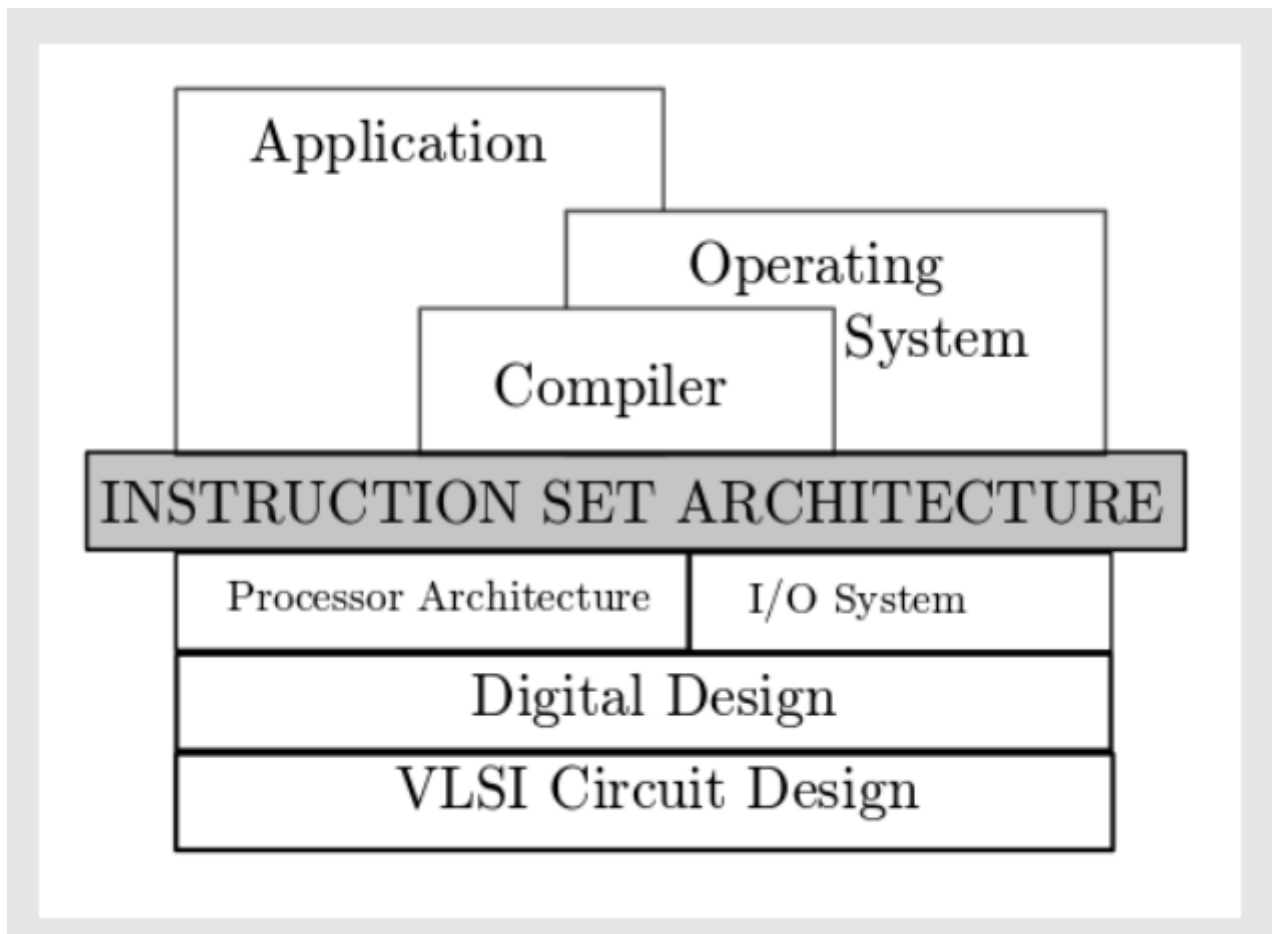 Application
Operating
System
Compiler
INSTRUCTION SET ARCHITECTURE
Processor Architecture
I/O System
Digital Design
VLSI Circuit Design